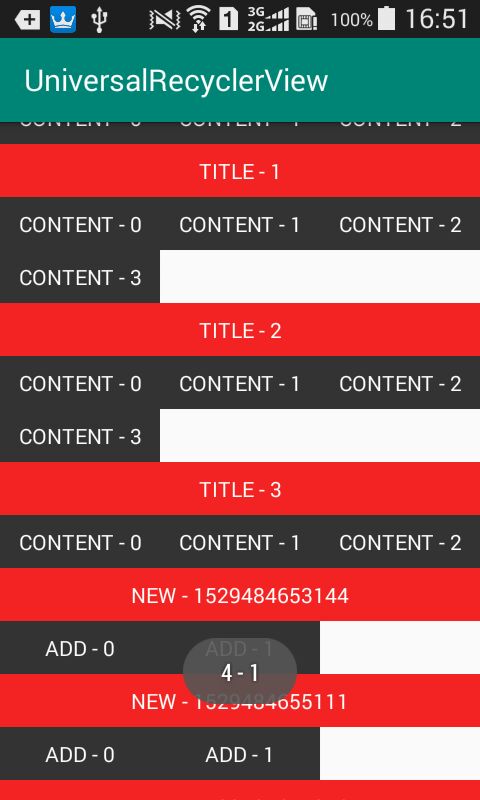 1 3G 2G 100% 16:51
UniversalRecyclerView
CONTENT - 0 CONTENT - 1 CONTENT - 2
TITLE - 1
CONTENT - 0 CONTENT - 1 CONTENT - 2
CONTENT - 3
TITLE - 2
CONTENT - 0 CONTENT - 1 CONTENT - 2
CONTENT - 3
TITLE - 3
CONTENT - 0 CONTENT - 1 CONTENT - 2
NEW - 1529484653144
ADD - 0 ADD - 1
4 - 1
NEW - 1529484655111
ADD - 0 ADD - 1